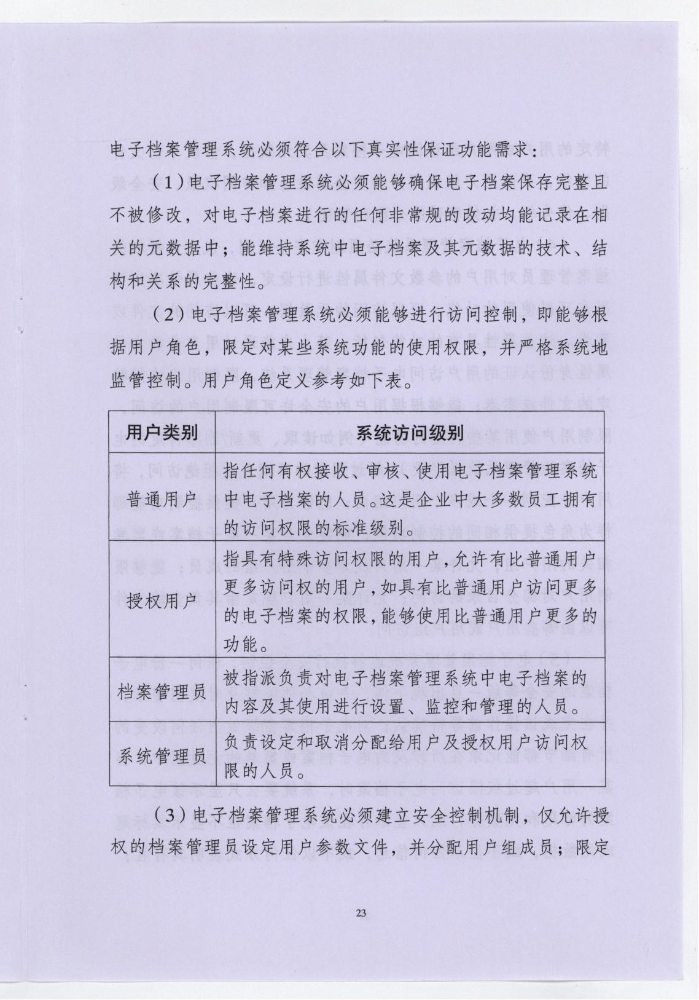 电子档案管理系统必须符合以下真实性保证功能需求：
（1）电子档案管理系统必须能够确保电子档案保存完整且
不被修改，对电子档案进行的任何非常规的改动均能记录在相
关的元数据中；能维持系统中电子档案及其元数据的技术、结
构和关系的完整性。
（2）电子档案管理系统必须能够进行访问控制，即能够根
据用户角色，限定对某些系统功能的使用权限，并严格系统地
监管控制。用户角色定义参考如下表。
用户类别 系统访问级别
普通用户
指任何有权接收、审核、使用电子档案管理系统
中电子档案的人员。这是企业中大多数员工拥有
的访问权限的标准级别。
授权用户
指具有特殊访问权限的用户，允许有比普通用户
更多访问权的用户，如具有比普通用户访问更多
的电子档案的权限，能够使用比普通用户更多的
功能。
档案管理员
被指派负责对电子档案管理系统中电子档案的
内容及其使用进行设置、监控和管理的人员。
系统管理员
负责设定和取消分配给用户及授权用户访问权
限的人员。
（3）电子档案管理系统必须建立安全控制机制，仅允许授
权的档案管理员设定用户参数文件，并分配用户组成员；限定
23